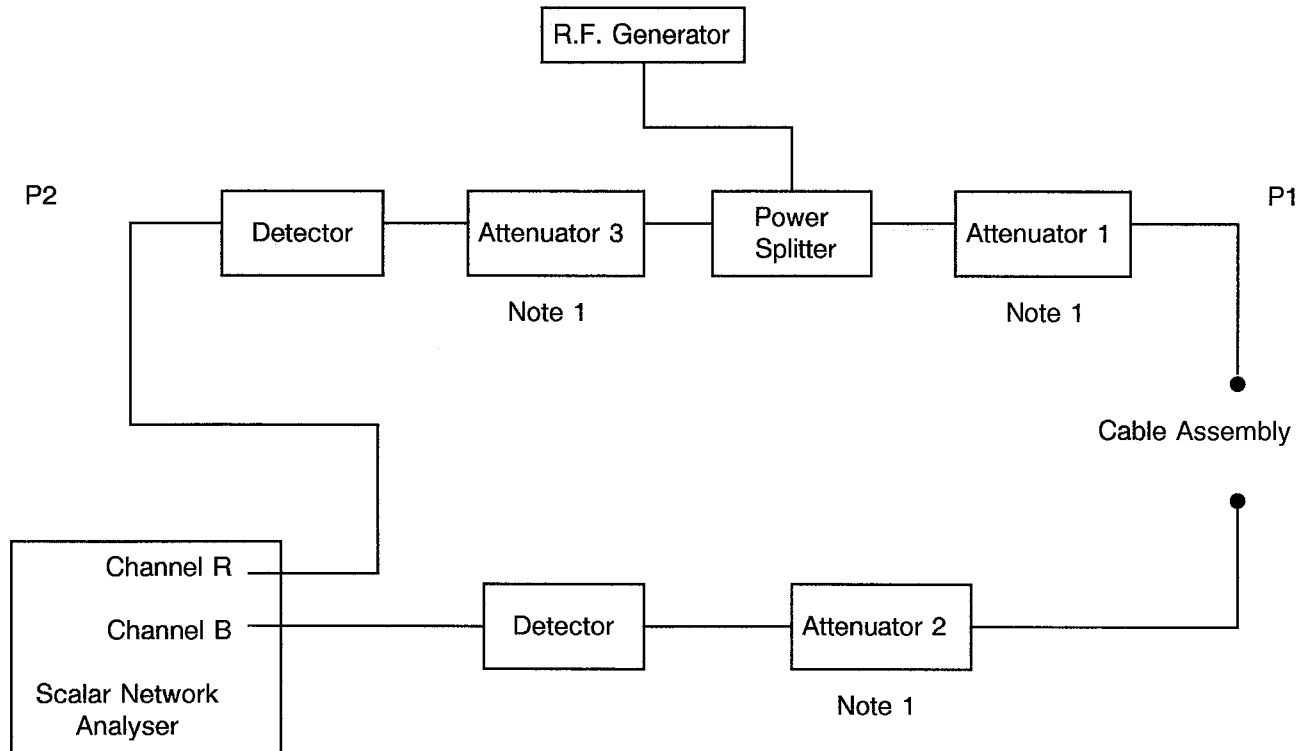 R.F. Generator
P2
Detector
Attenuator 3
Power
Splitter
Attenuator 1
P1
Note 1
Note 1
Cable Assembly
Channel R
Channel B
Detector
Attenuator 2
Scalar Network
Analyser
Note 1